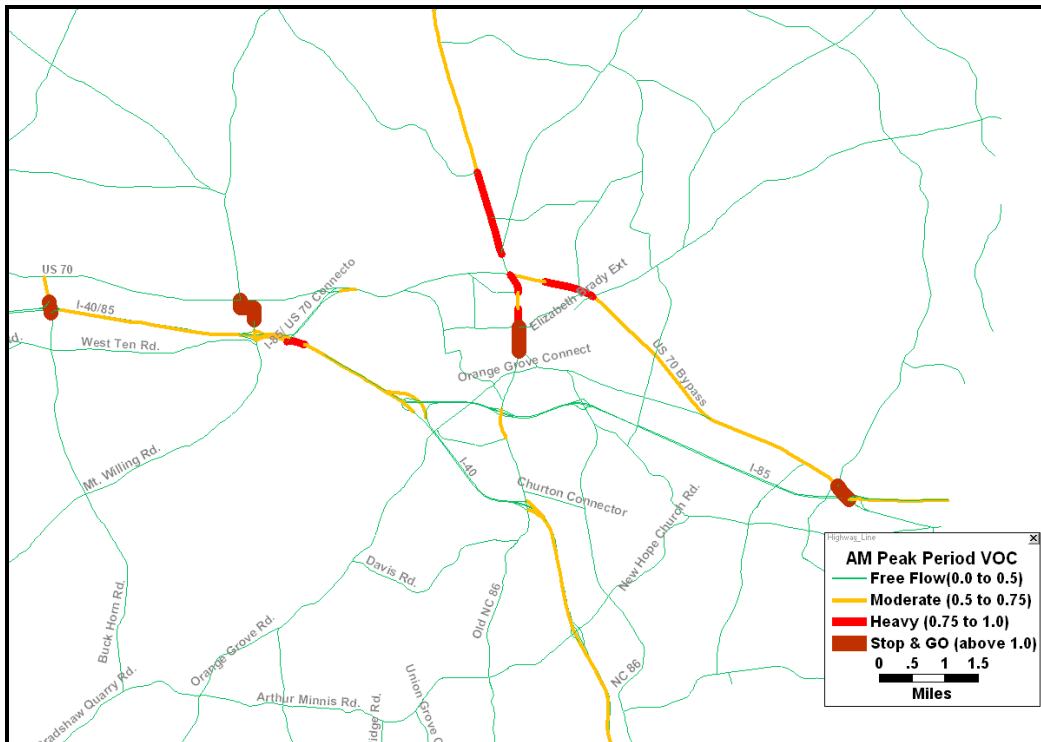 US 70
I-40/85
I-85/ US 70 Connecto
Elizabeth Brady Ext
West Ten Rd.
Rd.
Orange Grove Connect
US 70 Bypass
Mt. Willing Rd.
I-40
I-85
Churton Connector
New Hope Church Rd.
Davis Rd.
Old NC 86
Buck Horn Rd.
Orange Grove Rd.
NC 86
Bradshaw Quarry Rd.
Arthur Minnis Rd.
idge Rd.
Union Grove C
Highway_Line
AM Peak Period VOC
Free Flow(0.0 to 0.5)
Moderate (0.5 to 0.75)
Heavy (0.75 to 1.0)
Stop & GO (above 1.0)
0 .5 1 1.5
Miles